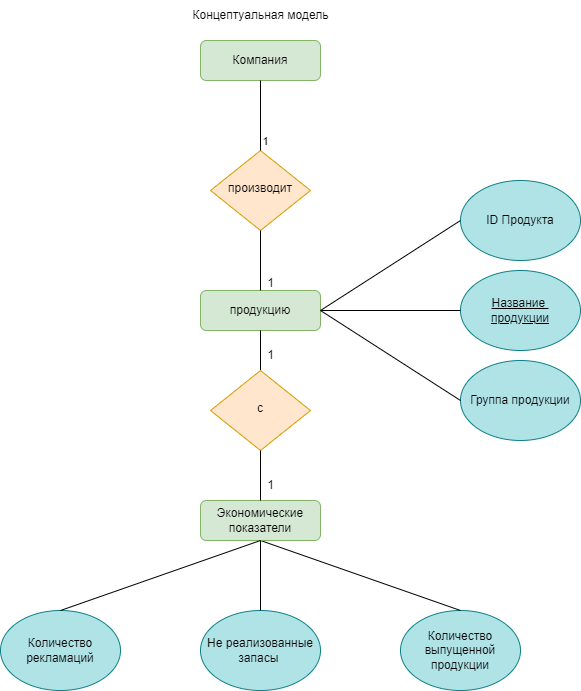 Концептуальная модель
Компания
1
производит
ID Продукта
1
продукцию
Название
продукции
1
Группа продукции
с
1
Экономические
показатели
Количество
рекламаций
Не реализованные
запасы
Количество
выпущенной
продукции